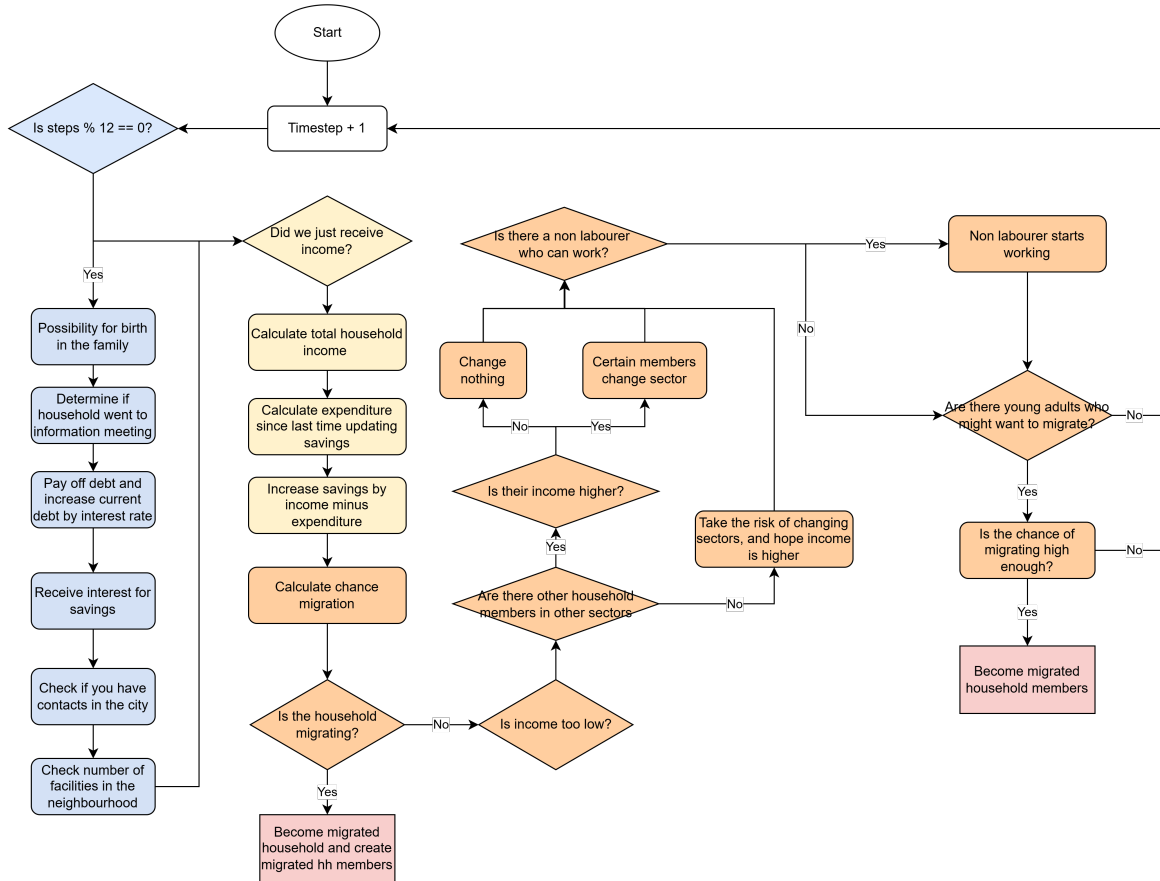 Start
Timestep + 1
Is steps % 12 == 0?
Yes
Possibility for birth
in the family
Determine if
household went to
information meeting
Pay off debt and
increase current
debt by interest rate
Receive interest for
savings
Check if you have
contacts in the city
Check number of
facilities in the
neighbourhood
Did we just receive
income?
Calculate total household
income
Calculate expenditure
since last time updating
savings
Increase savings by
income minus
expenditure
Calculate chance
migration
Is the household
migrating?
No
Yes
Become migrated
household and create
migrated hh members
Is income too low?
Are there other household
members in other sectors
Yes
No
Take the risk of changing
sectors, and hope income
is higher
Is their income higher?
No
Yes
Change
nothing
Certain members
change sector
Is there a non labourer
who can work?
Yes
No
Non labourer starts
working
Are there young adults who
might want to migrate?
No
Yes
Is the chance of
migrating high
enough?
No
Yes
Become migrated
household members